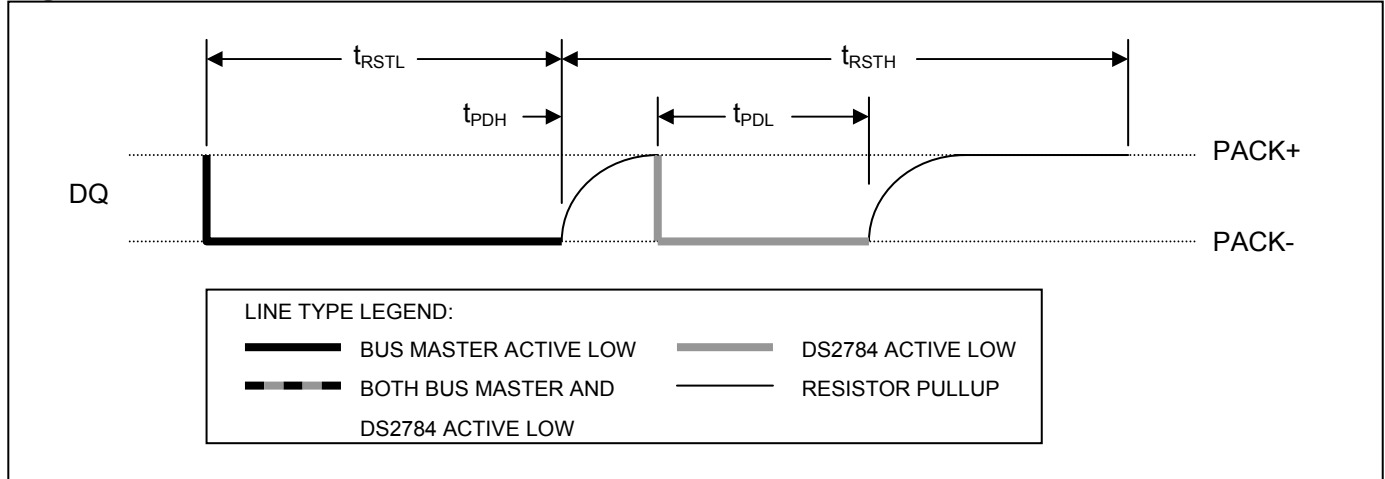 tRSTL
tRSTH
tPDH
tPDL
PACK+
DQ
PACK-
LINE TYPE LEGEND:
BUS MASTER ACTIVE LOW
DS2784 ACTIVE LOW
BOTH BUS MASTER AND
DS2784 ACTIVE LOW
RESISTOR PULLUP